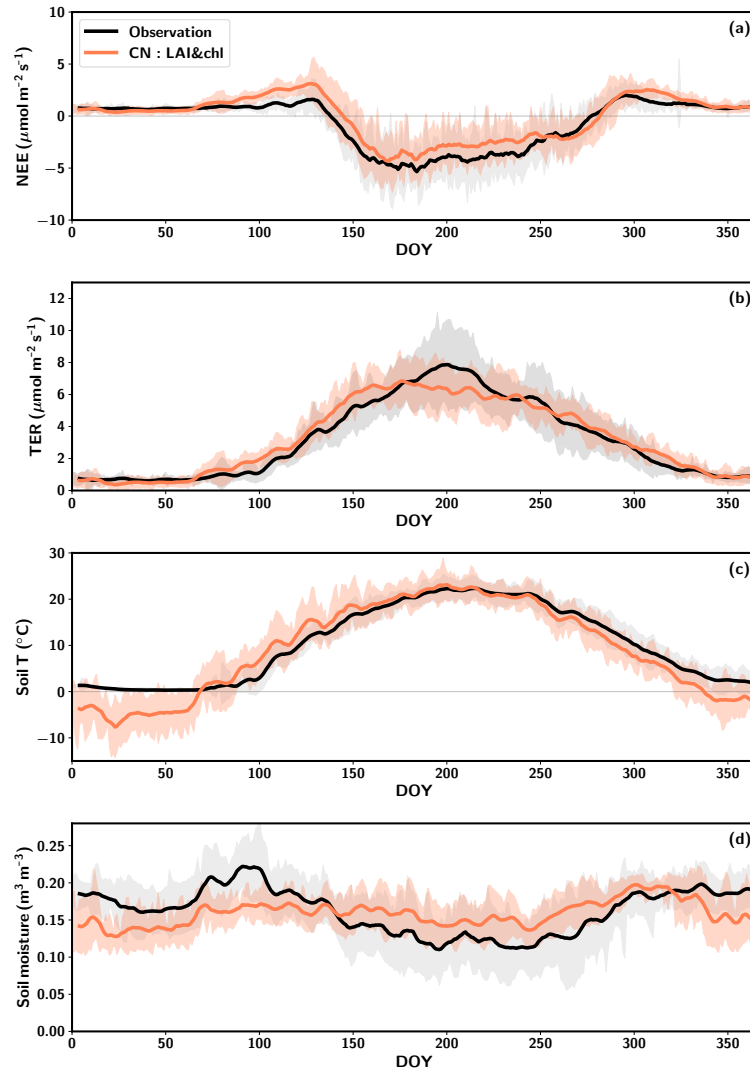 Observation
CN : LAI&chl
(a)
10
5
0
−5
−10
NEE (μmol m⁻² s⁻¹)
0 50 100 150 200 250 300 350
DOY
(b)
12
10
8
6
4
2
0
TER (μmol m⁻² s⁻¹)
0 50 100 150 200 250 300 350
DOY
(c)
30
20
10
0
−10
Soil T (°C)
0 50 100 150 200 250 300 350
DOY
(d)
0.25
0.20
0.15
0.10
0.05
0.00
Soil moisture (m³ m⁻³)
0 50 100 150 200 250 300 350
DOY